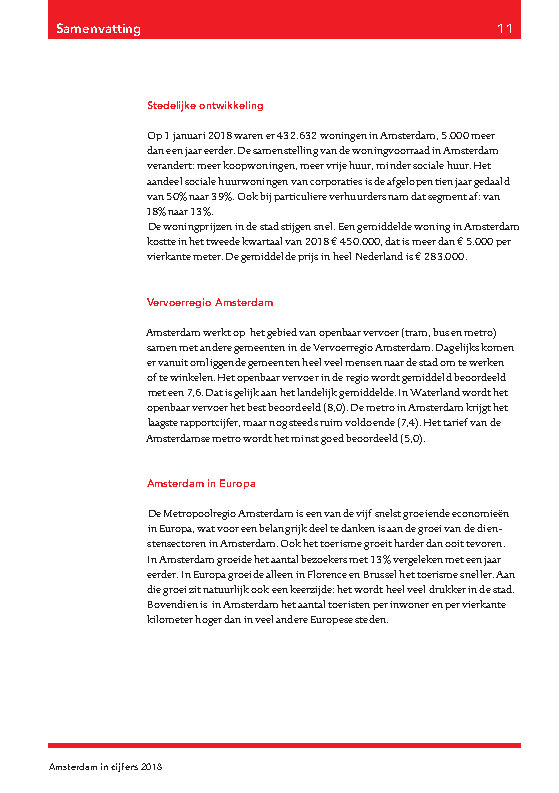 Samenvatting 11
Stedelijke ontwikkeling
Op 1 januari 2018 waren er 432.632 woningen in Amsterdam, 5.000 meer
dan een jaar eerder. De samenstelling van de woningvoorraad in Amsterdam
verandert: meer koopwoningen, meer vrije huur, minder sociale huur. Het
aandeel sociale huurwoningen van corporaties is de afgelopen tien jaar gedaald
van 50% naar 39%. Ook bij particuliere verhuurders nam dat segment af: van
18% naar 13%.
De woningprijzen in de stad stijgen snel. Een gemiddelde woning in Amsterdam
kostte in het tweede kwartaal van 2018 € 450.000, dat is meer dan € 5.000 per
vierkante meter. De gemiddelde prijs in heel Nederland is € 283.000.
Vervoerregio Amsterdam
Amsterdam werkt op het gebied van openbaar vervoer (tram, bus en metro)
samen met andere gemeenten in de Vervoerregio Amsterdam. Dagelijks komen
er vanuit omliggende gemeenten heel veel mensen naar de stad om te werken
of te winkelen. Het openbaar vervoer in de regio wordt gemiddeld beoordeeld
met een 7,6. Dat is gelijk aan het landelijk gemiddelde. In Waterland wordt het
openbaar vervoer het best beoordeeld (8,0). De metro in Amsterdam krijgt het
laagste rapportcijfer, maar nog steeds ruim voldoende (7,4). Het tarief van de
Amsterdamse metro wordt het minst goed beoordeeld (5,0).
Amsterdam in Europa
De Metropoolregio Amsterdam is een van de vijf snelst groeiende economieën
in Europa, wat voor een belangrijk deel te danken is aan de groei van de dien-
stensectoren in Amsterdam. Ook het toerisme groeit harder dan ooit tevoren.
In Amsterdam groeide het aantal bezoekers met 13% vergeleken met een jaar
eerder. In Europa groeide alleen in Florence en Brussel het toerisme sneller. Aan
die groei zit natuurlijk ook een keerzijde: het wordt heel veel drukker in de stad.
Bovendien is in Amsterdam het aantal toeristen per inwoner en per vierkante
kilometer hoger dan in veel andere Europese steden.
Amsterdam in cijfers 2018